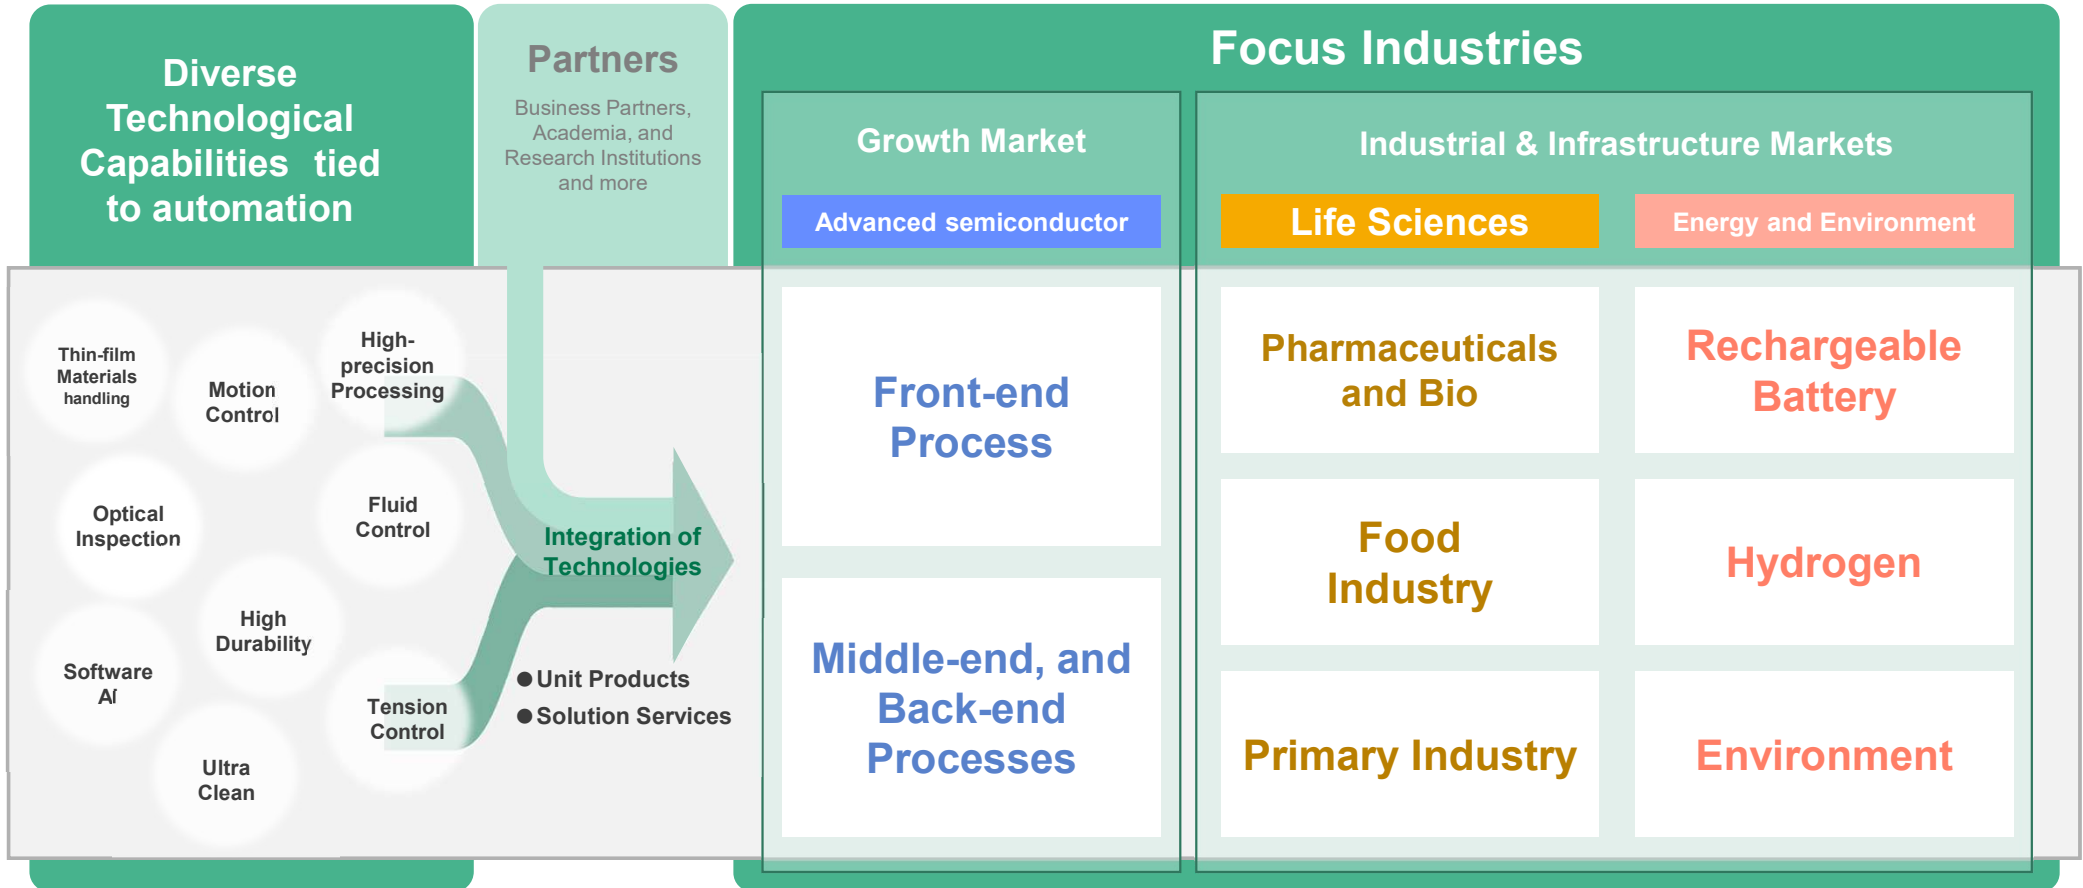 Diverse
Technological
Capabilities tied
to automation
Partners
Business Partners,
Academia, and
Research Institutions
and more
Focus Industries
Growth Market
Industrial & Infrastructure Markets
Advanced semiconductor
Life Sciences
Energy and Environment
Thin-film
Materials
handling
Motion
Control
High-
precision
Processing
Optical
Inspection
Fluid
Control
High
Durability
Software
AI
Tension
Control
Ultra
Clean
Integration of
Technologies
●Unit Products
●Solution Services
Front-end
Process
Middle-end, and
Back-end
Processes
Pharmaceuticals
and Bio
Food
Industry
Primary Industry
Rechargeable
Battery
Hydrogen
Environment